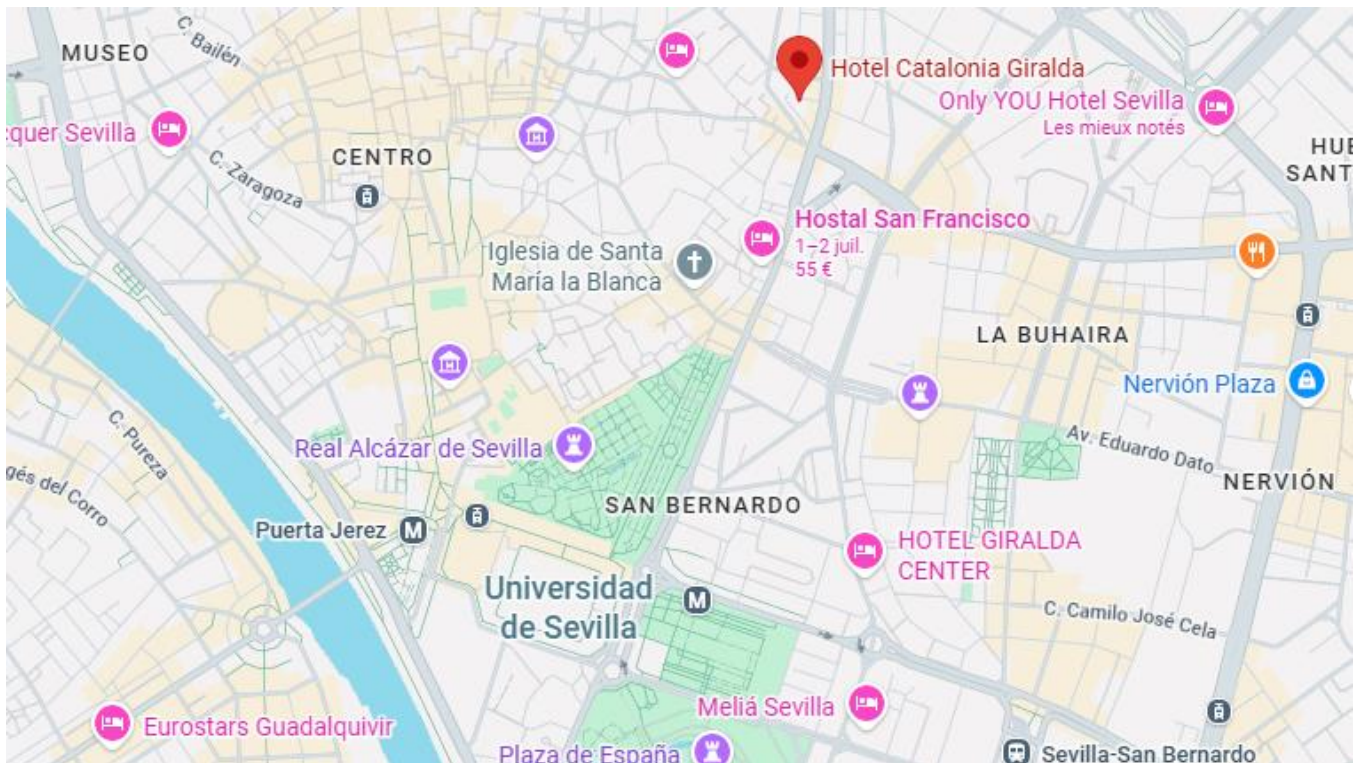 MUSEO
C. Bailén
Hotel Catalonia Giralda
Only YOU Hotel Sevilla
Les mieux notés
cquer Sevilla
CENTRO
HUE
SANT
C. Zaragoza
Hostal San Francisco
1–2 juil.
55 €
Iglesia de Santa
María la Blanca
LA BUHAIRA
Nervión Plaza
C. Pureza
Real Alcázar de Sevilla
Av. Eduardo Dato
gés del Corro
SAN BERNARDO
NERVIÓN
Puerta Jerez
M
HOTEL GIRALDA
CENTER
Universidad
de Sevilla
M
C. Camilo José Cela
Meliá Sevilla
Eurostars Guadalquivir
Plaza de España
Sevilla-San Bernardo